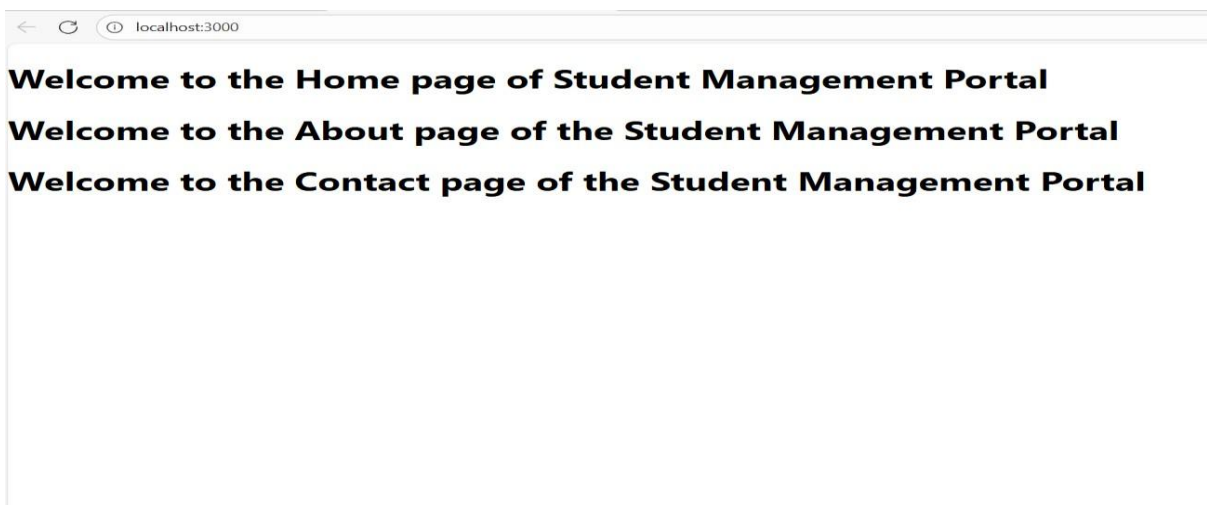 localhost:3000
Welcome to the Home page of Student Management Portal
Welcome to the About page of the Student Management Portal
Welcome to the Contact page of the Student Management Portal